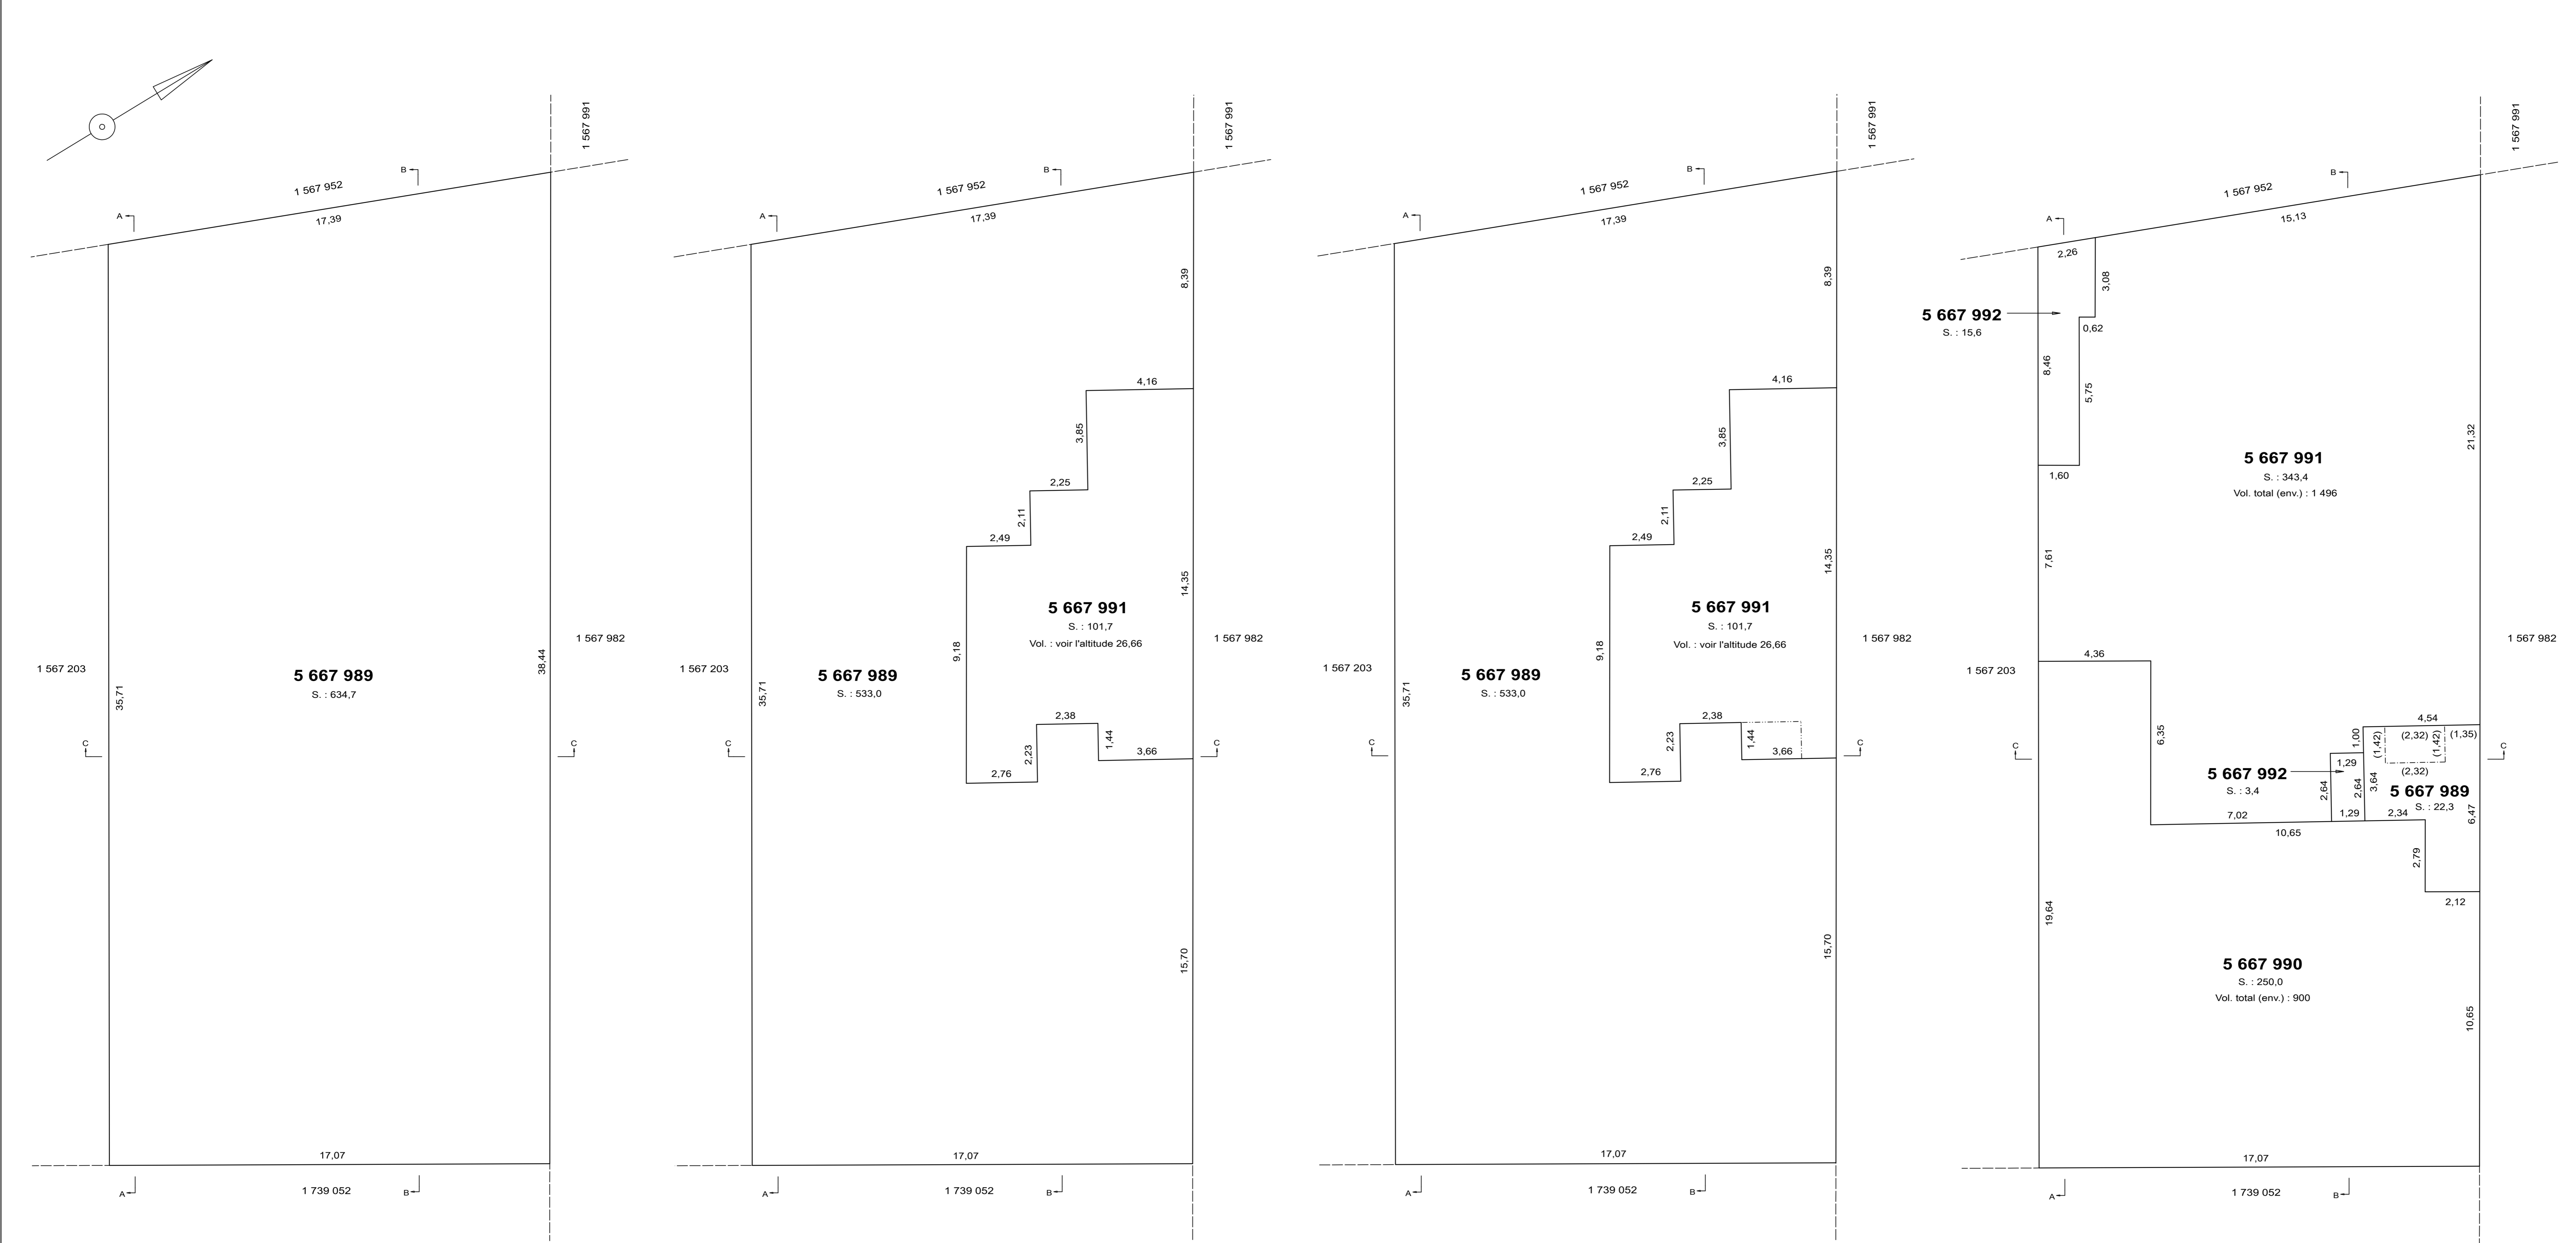 1 567 991
B
1 567 952
A
17,39
1 567 203
35,71
5 667 989
S. : 634,7
38,44
1 567 982
C
C
17,07
A
1 739 052
B
1 567 991
B
1 567 952
A
17,39
8,39
4,16
3,85
2,25
2,11
2,49
14,35
5 667 991
S. : 101,7
Vol. : voir l'altitude 26,66
9,18
1 567 982
1 567 203
5 667 989
S. : 533,0
35,71
2,38
1,44
2,23
3,66
2,76
C
C
15,70
17,07
A
1 739 052
B
1 567 991
B
1 567 952
A
17,39
8,39
4,16
3,85
2,25
2,11
2,49
14,35
5 667 991
S. : 101,7
Vol. : voir l'altitude 26,66
9,18
1 567 982
1 567 203
5 667 989
S. : 533,0
35,71
2,38
1,44
2,23
3,66
2,76
C
C
15,70
17,07
A
1 739 052
B
1 567 991
B
1 567 952
A
15,13
2,26
3,08
5 667 992
S. : 15,6
0,62
8,46
5,75
21,32
5 667 991
S. : 343,4
Vol. total (env.) : 1 496
1,60
7,61
1 567 982
1 567 203
4,36
6,35
4,54
1,00
(1,42)
(2,32)
(1,42)
(1,35)
C
C
1,29
(2,32)
5 667 992
S. : 3,4
2,64
2,64
3,64
5 667 989
S. : 22,3
6,47
7,02
1,29
2,34
10,65
2,79
2,12
19,64
5 667 990
S. : 250,0
Vol. total (env.) : 900
10,65
17,07
A
1 739 052
B